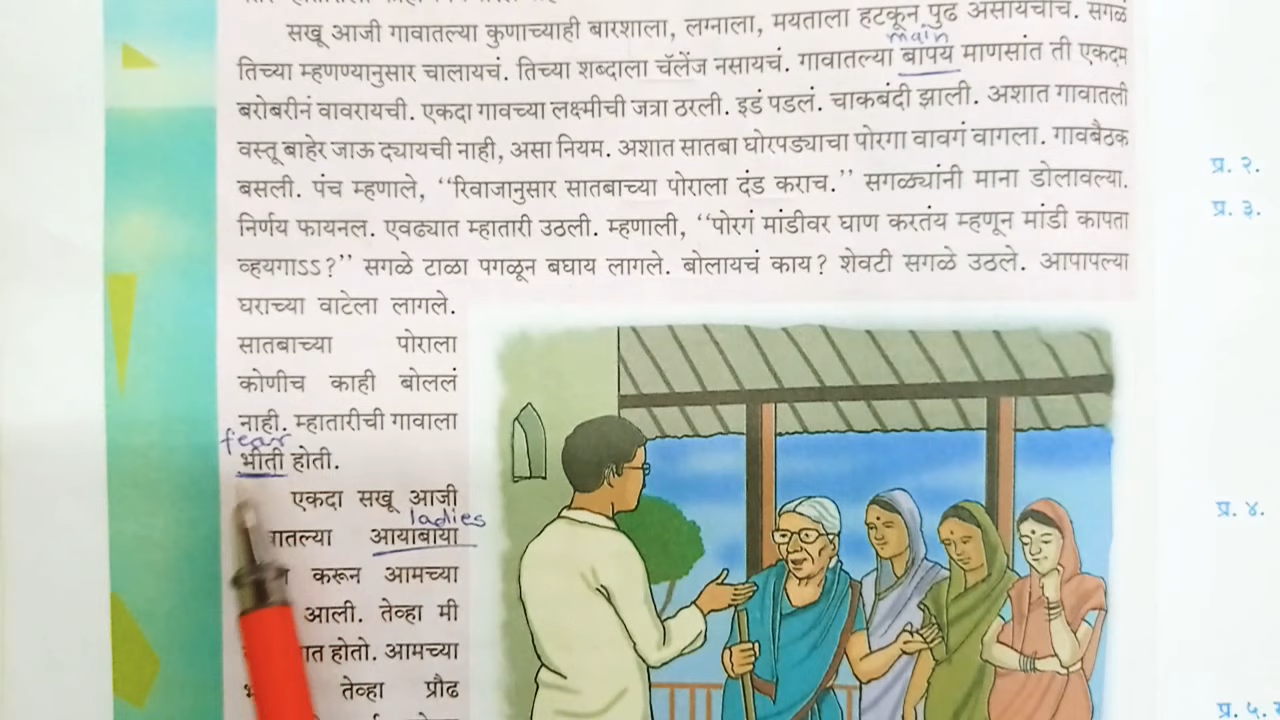 सखू आजी गावातल्या कुणाच्याही बारशाला, लग्नाला, मयताला हटकून पुढं असायचीच. सगळं
main
तिच्या म्हणण्यानुसार चालायचं. तिच्या शब्दाला चॅलेंज नसायचं. गावातल्या बापय माणसांत ती एकदम
बरोबरीनं वावरायची. एकदा गावच्या लक्ष्मीची जत्रा ठरली. इडं पडलं. चाकबंदी झाली. अशात गावातली
वस्तू बाहेर जाऊ द्यायची नाही, असा नियम. अशात सातबा घोरपड्याचा पोरगा वावगं वागला. गावबैठक
बसली. पंच म्हणाले, “रिवाजानुसार सातबाच्या पोराला दंड कराच.” सगळ्यांनी माना डोलावल्या.
निर्णय फायनल. एवढ्यात म्हातारी उठली. म्हणाली, “पोरगं मांडीवर घाण करतंय म्हणून मांडी कापता
व्हयगाऽऽ?” सगळे टाळा पगळून बघाय लागले. बोलायचं काय? शेवटी सगळे उठले. आपापल्या
घराच्या वाटेला लागले.
सातबाच्या पोराला
कोणीच काही बोललं
नाही. म्हातारीची गावाला
fear
भीती होती.
एकदा सखू आजी
ladies
गातल्या आयाबाया
करून आमच्या
आली. तेव्हा मी
त होतो. आमच्या
तेव्हा प्रौढ
प्र. २.
प्र. ३.
प्र. ४.
प्र. ५.